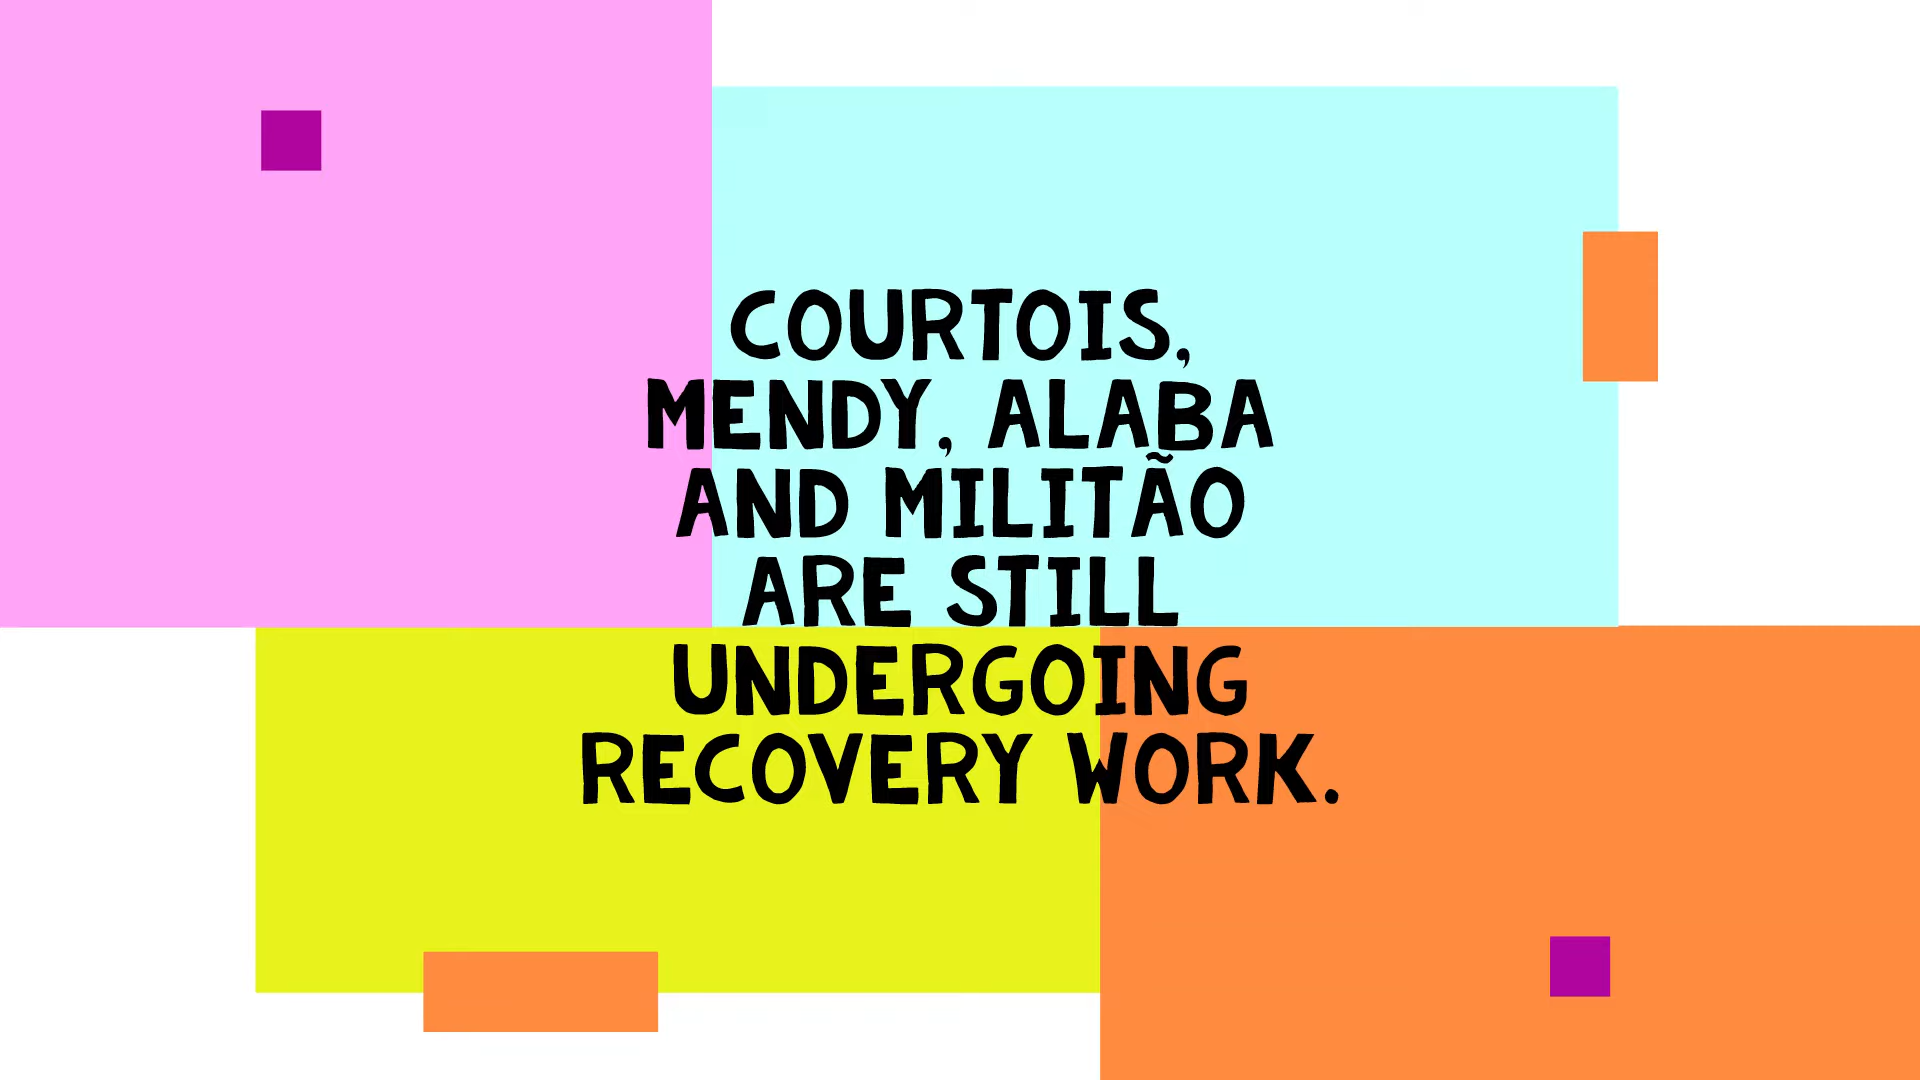 COURTOIS,
MENDY, ALABA
AND MILITÃO
ARE STILL
UNDERGOING
RECOVERY WORK.